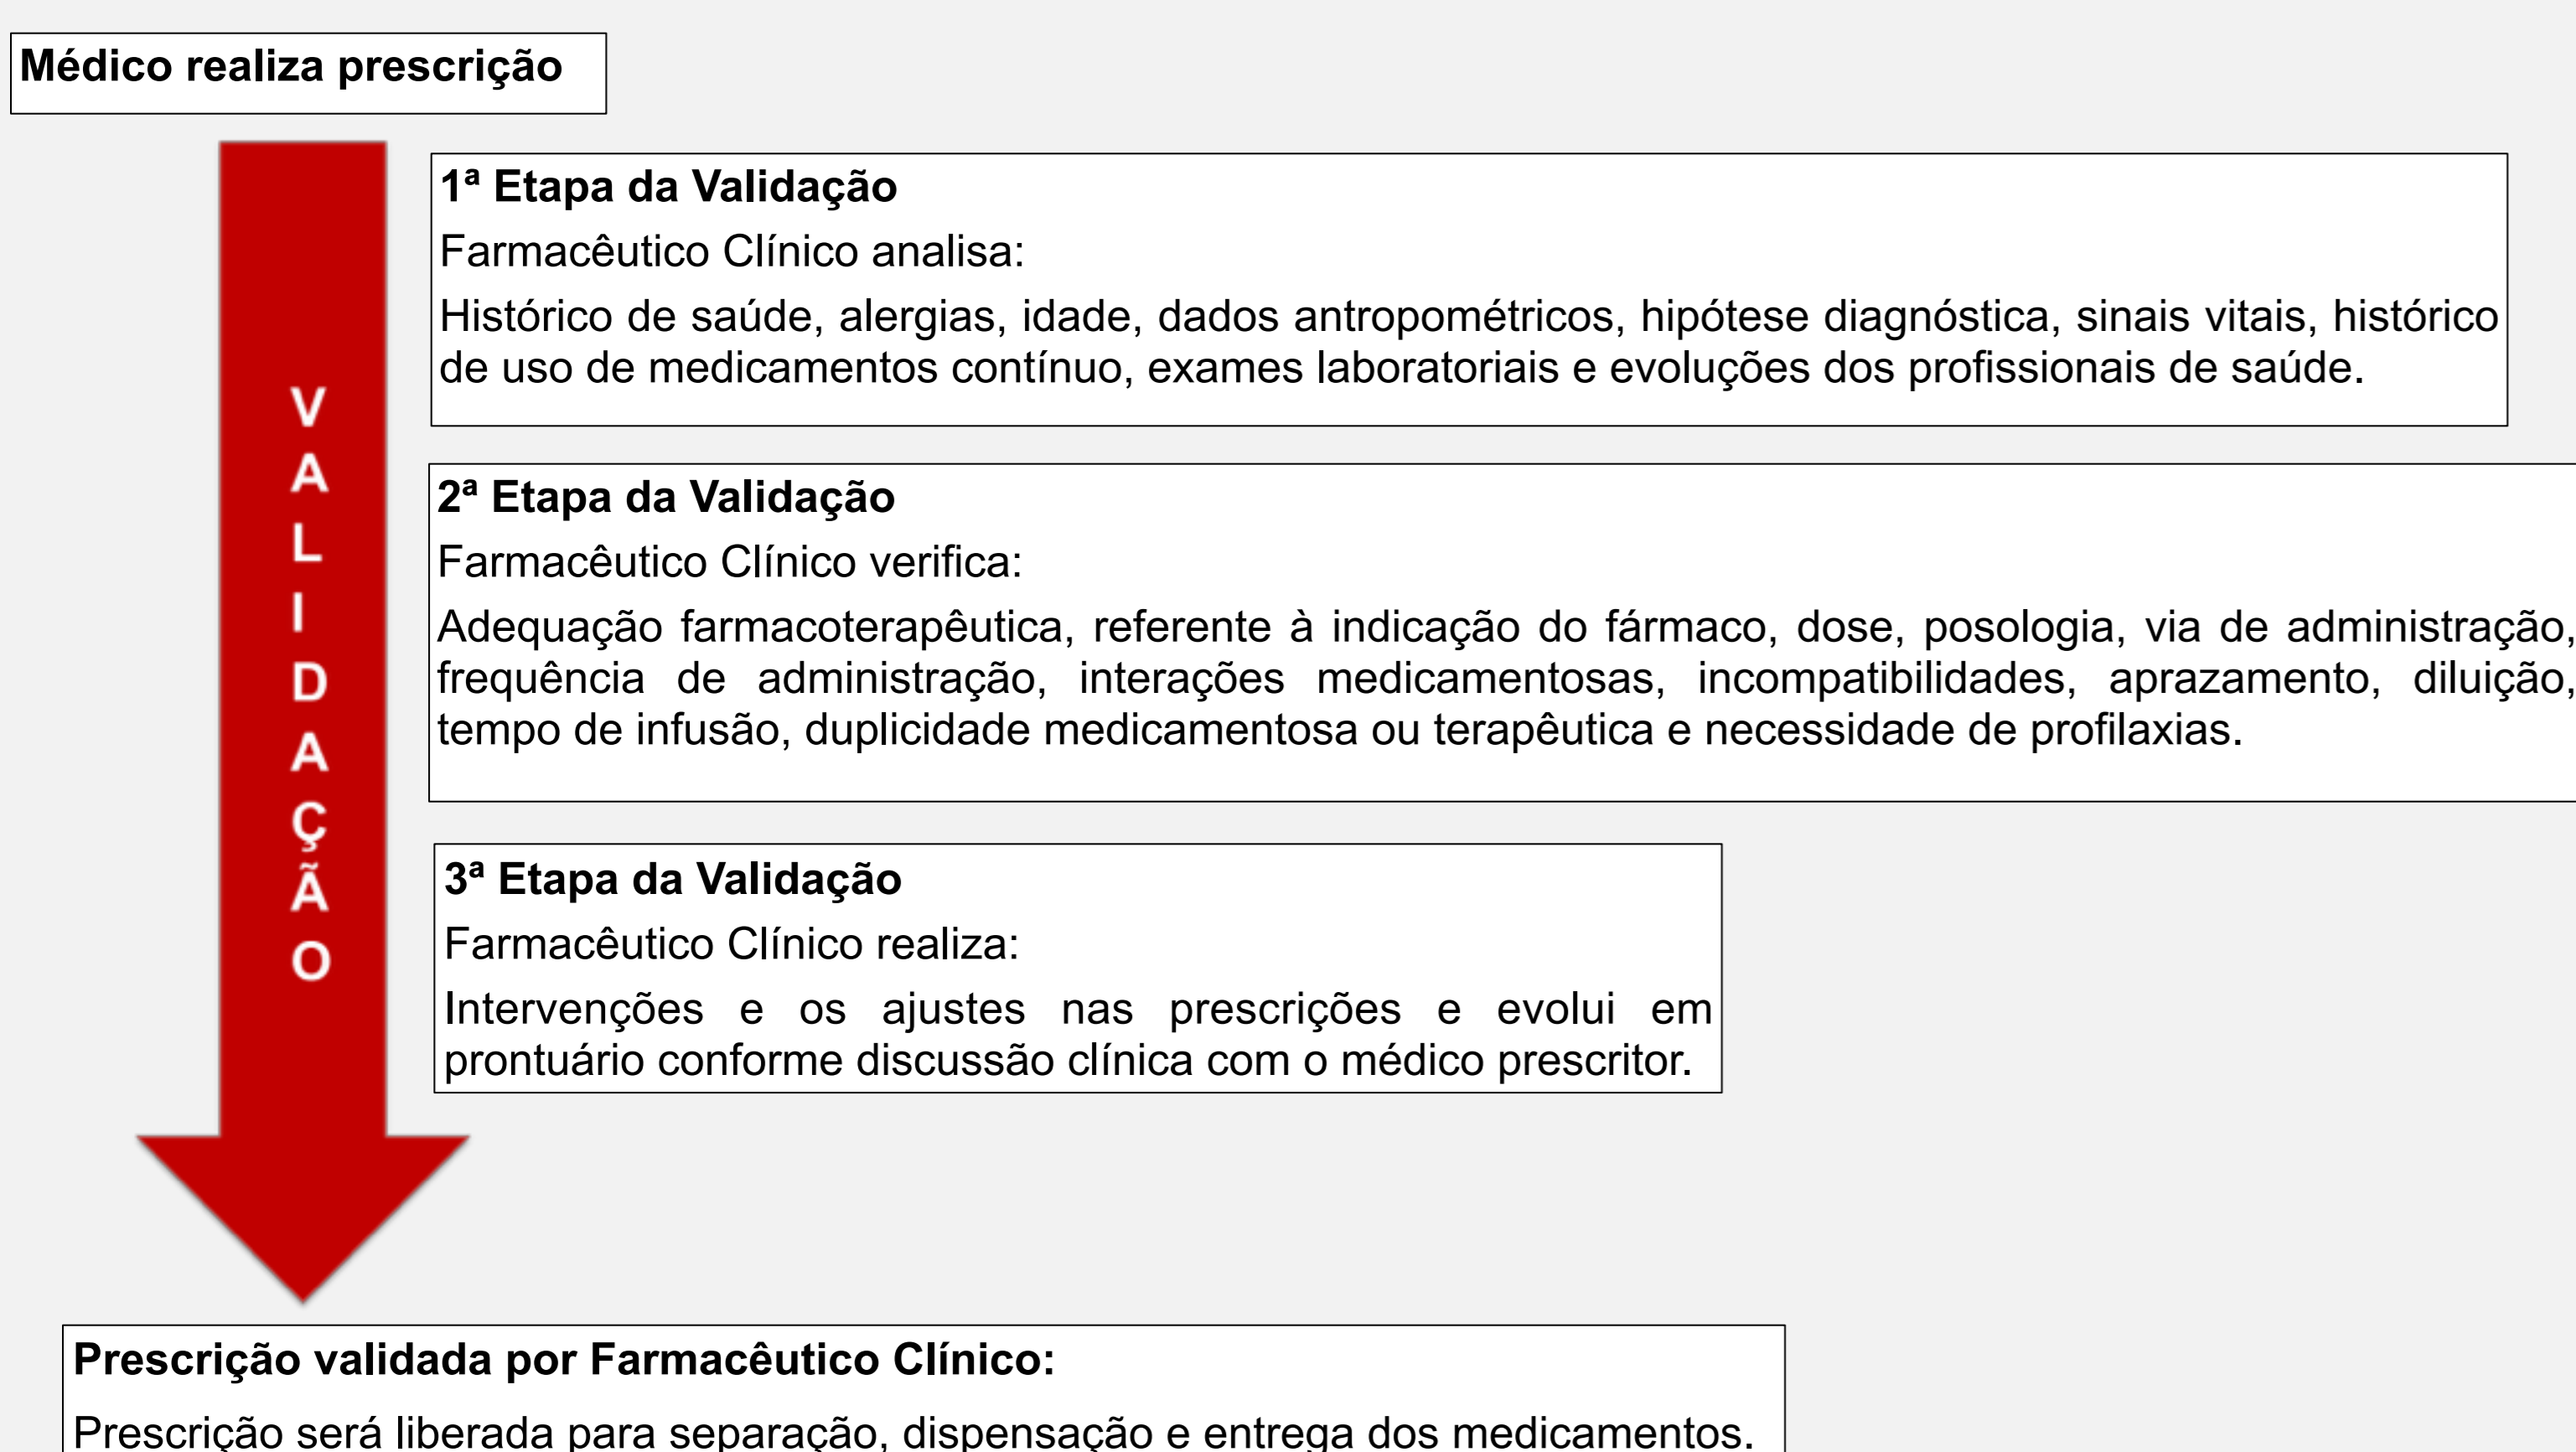 Médico realiza prescrição
1ª Etapa da Validação
Farmacêutico Clínico analisa:
Histórico de saúde, alergias, idade, dados antropométricos, hipótese diagnóstica, sinais vitais, histórico
de uso de medicamentos contínuo, exames laboratoriais e evoluções dos profissionais de saúde.
V
A
L
I
D
A
Ç
Ã
O
2ª Etapa da Validação
Farmacêutico Clínico verifica:
Adequação farmacoterapêutica, referente à indicação do fármaco, dose, posologia, via de administração,
frequência de administração, interações medicamentosas, incompatibilidades, aprazamento, diluição,
tempo de infusão, duplicidade medicamentosa ou terapêutica e necessidade de profilaxias.
3ª Etapa da Validação
Farmacêutico Clínico realiza:
Intervenções e os ajustes nas prescrições e evolui em
prontuário conforme discussão clínica com o médico prescritor.
Prescrição validada por Farmacêutico Clínico:
Prescrição será liberada para separação, dispensação e entrega dos medicamentos.